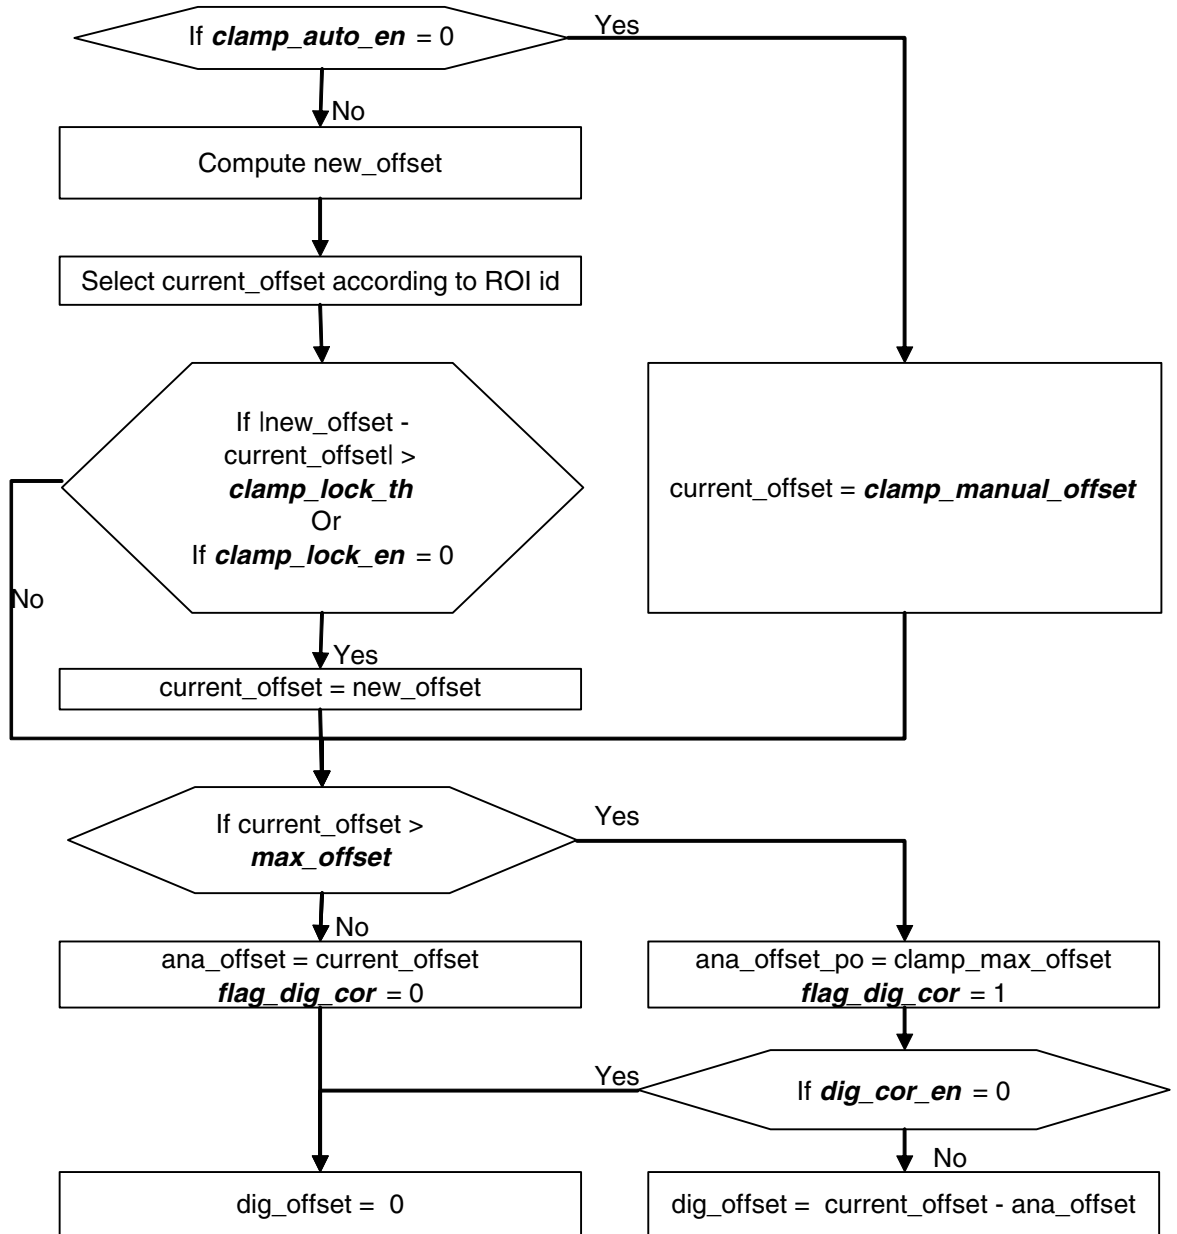 If clamp_auto_en = 0
Yes
No
Compute new_offset
Select current_offset according to ROI id
If |new_offset -
current_offset| >
clamp_lock_th
Or
If clamp_lock_en = 0
current_offset = clamp_manual_offset
No
Yes
current_offset = new_offset
If current_offset >
max_offset
Yes
No
ana_offset = current_offset
flag_dig_cor = 0
ana_offset_po = clamp_max_offset
flag_dig_cor = 1
Yes
If dig_cor_en = 0
No
dig_offset = 0
dig_offset = current_offset - ana_offset